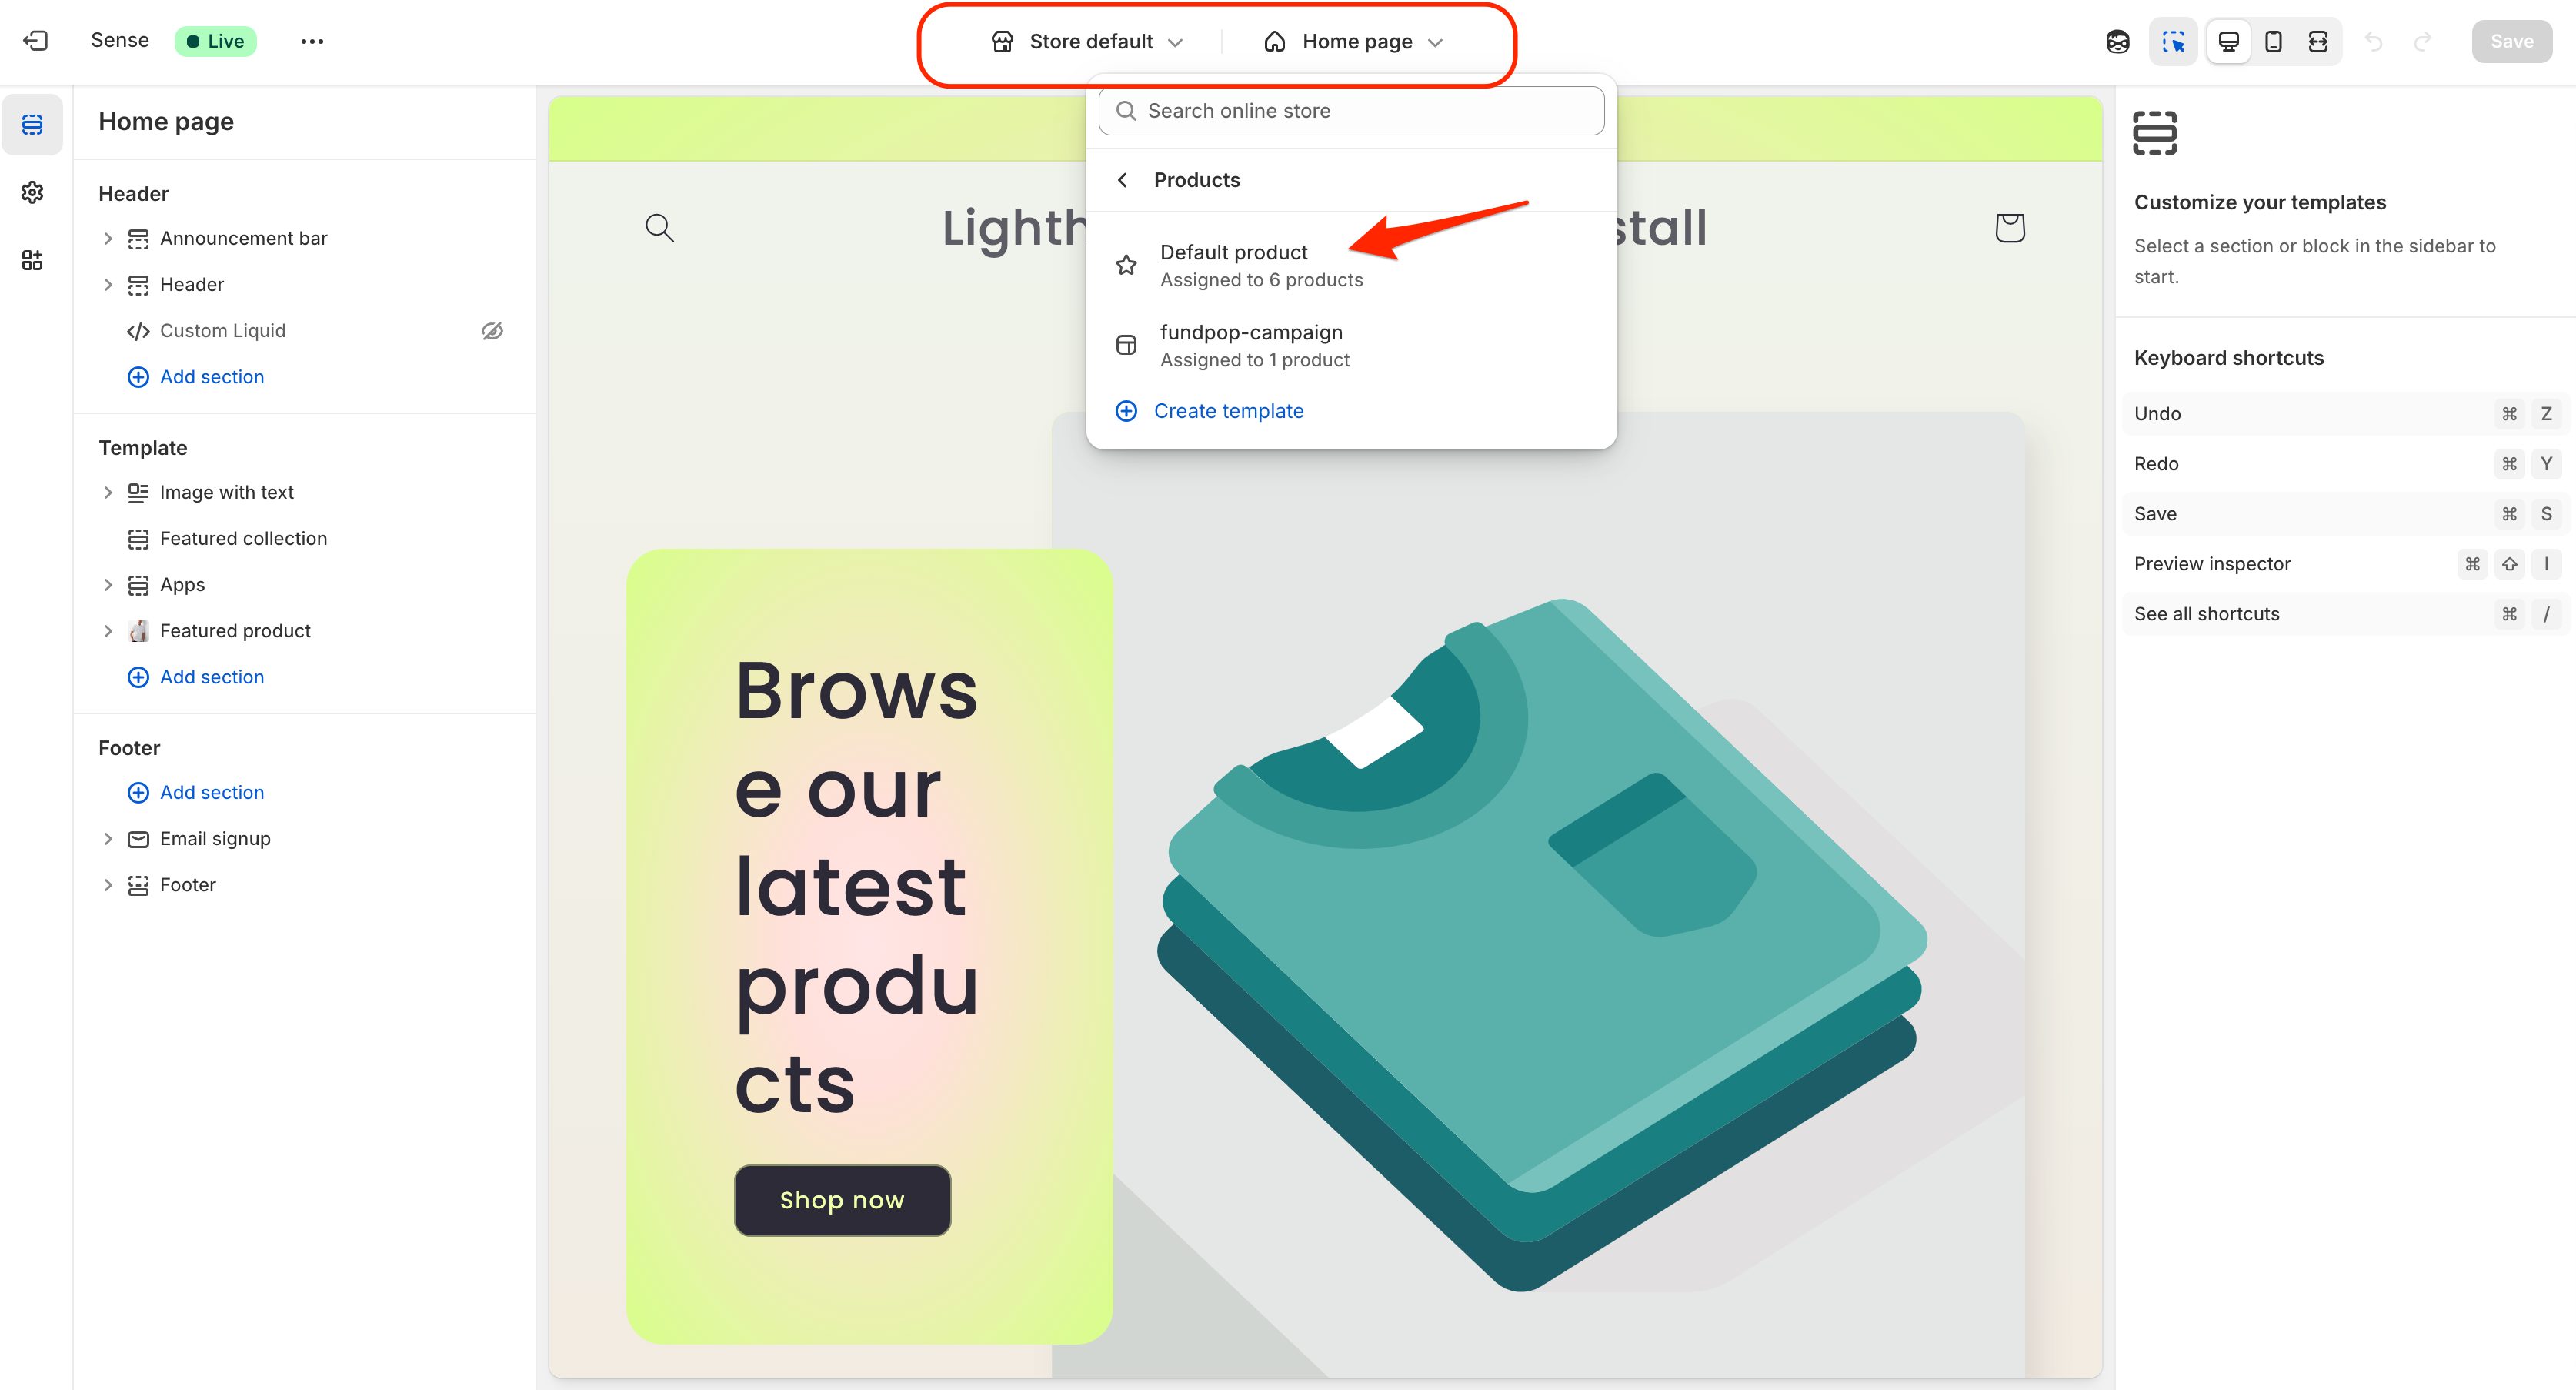 Sense
Live
Store default
Home page
Save
Home page
Header
Announcement bar
Header
Custom Liquid
Add section
Template
Image with text
Featured collection
Apps
Featured product
Add section
Footer
Add section
Email signup
Footer
Search online store
Products
Default product
Assigned to 6 products
fundpop-campaign
Assigned to 1 product
Create template
Lighth
stall
Brows
e our
latest
produ
cts
Shop now
Customize your templates
Select a section or block in the sidebar to
start.
Keyboard shortcuts
Undo ⌘ Z
Redo ⌘ Y
Save ⌘ S
Preview inspector ⌘ ⇧ I
See all shortcuts ⌘ /